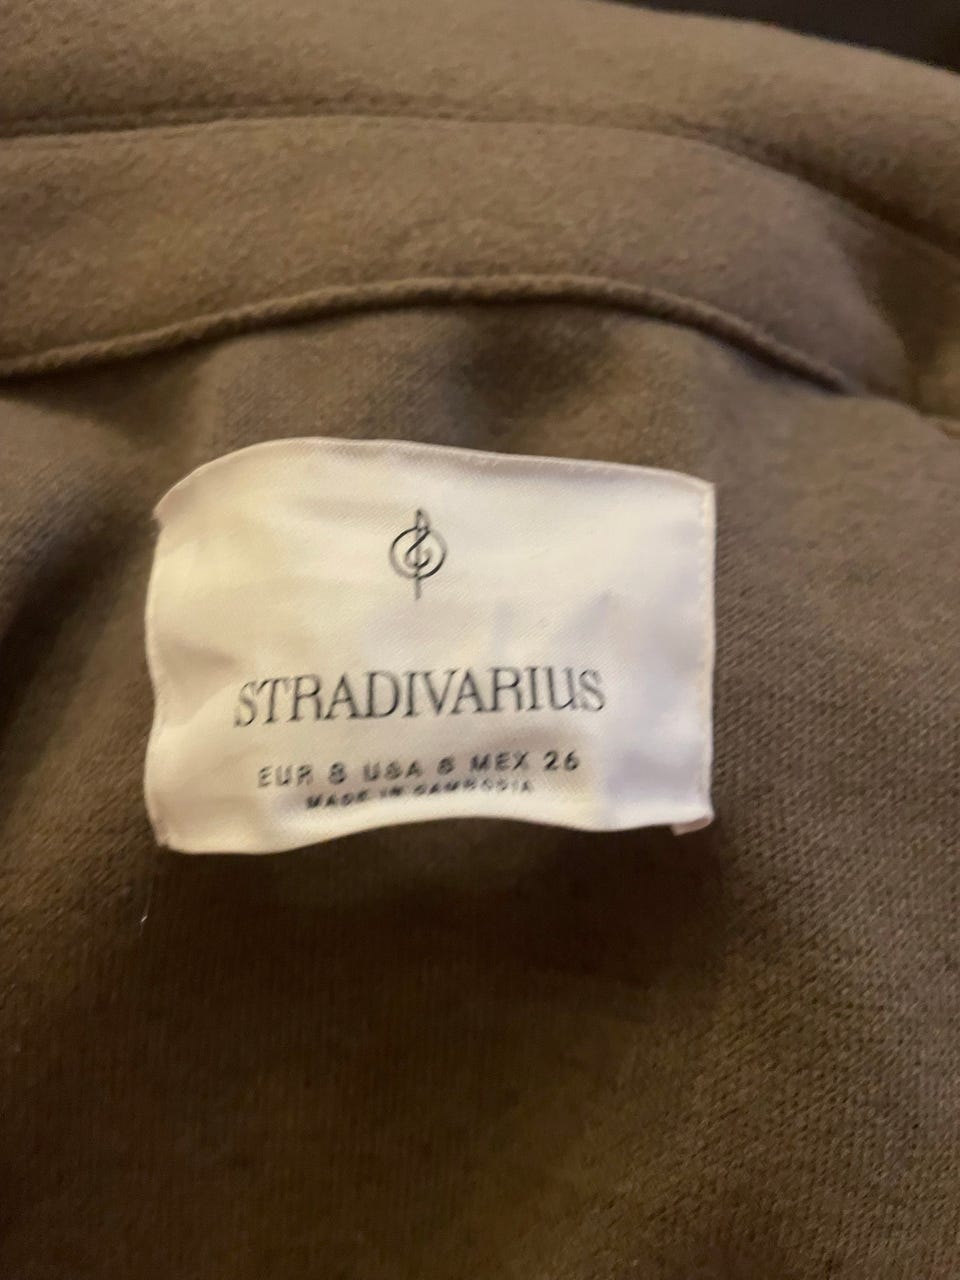 STRADIVARIUS
EUR S USA S MEX 26
MADE IN CAMBODIA